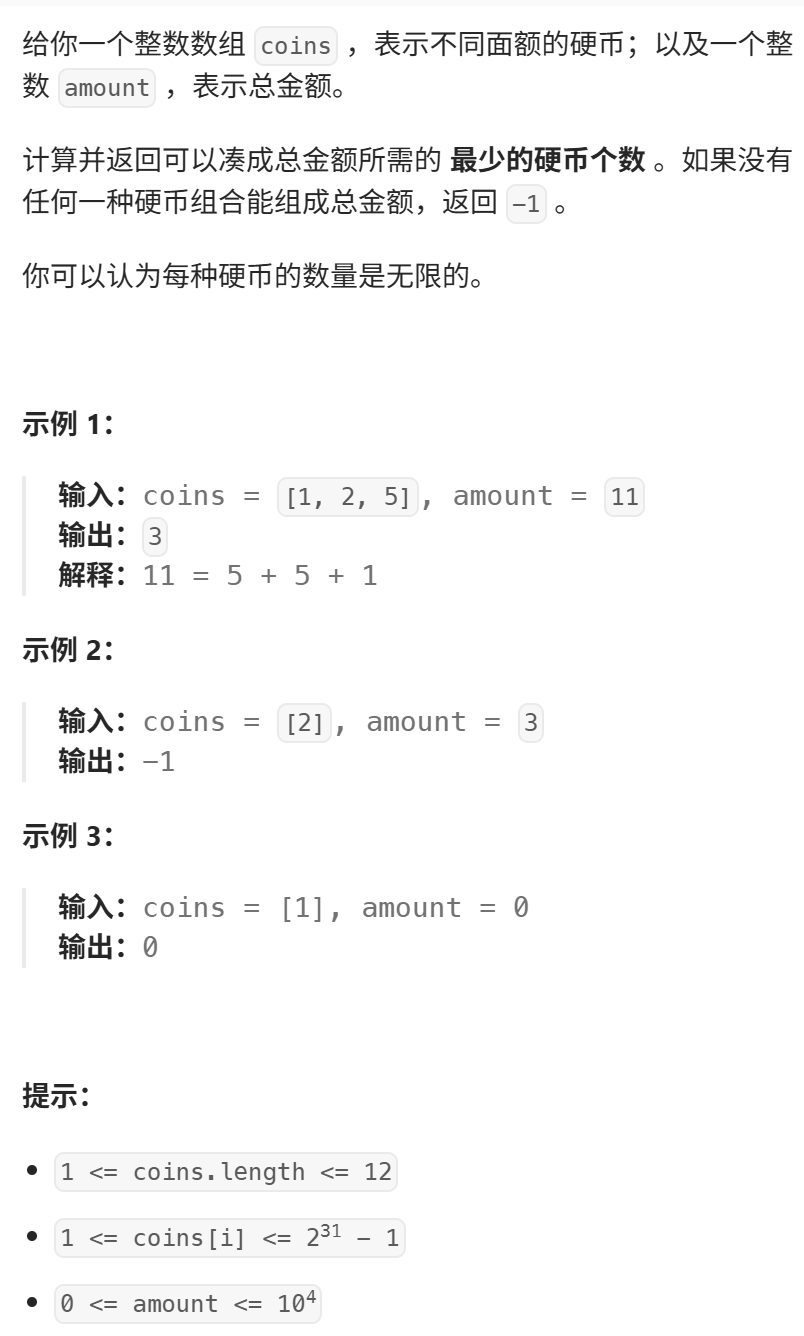 给你一个整数数组 coins ，表示不同面额的硬币；以及一个整
数 amount ，表示总金额。
计算并返回可以凑成总金额所需的 最少的硬币个数 。如果没有
任何一种硬币组合能组成总金额，返回 -1 。
你可以认为每种硬币的数量是无限的。
示例 1：
输入：coins = [1, 2, 5], amount = 11
输出：3
解释：11 = 5 + 5 + 1
示例 2：
输入：coins = [2], amount = 3
输出：-1
示例 3：
输入：coins = [1], amount = 0
输出：0
提示：
• 1 <= coins.length <= 12
• 1 <= coins[i] <= 2³¹ - 1
• 0 <= amount <= 10⁴